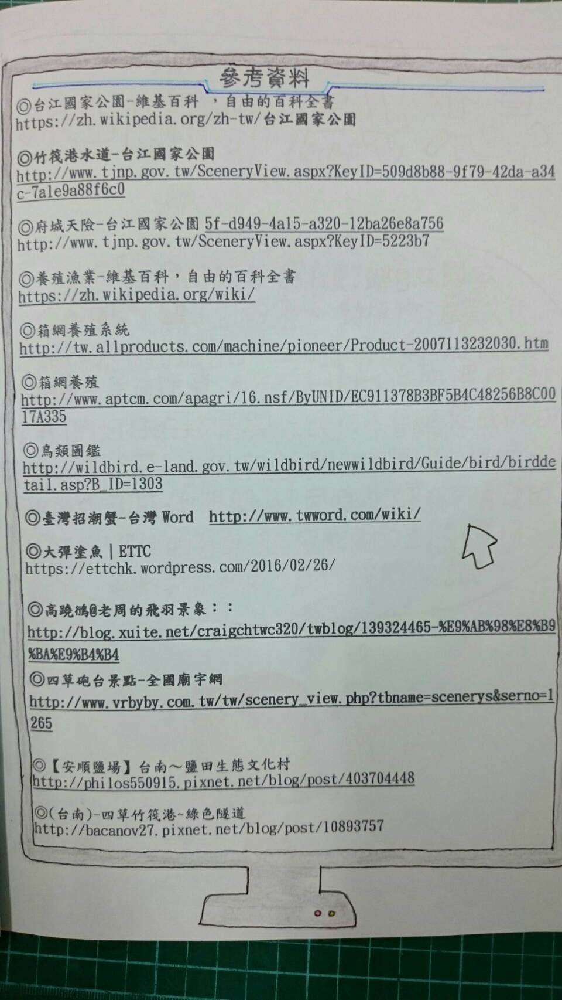 參考資料
◎台江國家公園-維基百科 ，自由的百科全書
https://zh.wikipedia.org/zh-tw/台江國家公園
◎竹筏港水道-台江國家公園
http://www.tjnp.gov.tw/SceneryView.aspx?KeyID=509d8b88-9f79-42da-a34
c-7a1e9a88f6c0
◎府城天險-台江國家公園 5f-d949-4a15-a320-12ba26e8a756
http://www.tjnp.gov.tw/SceneryView.aspx?KeyID=5223b7
◎養殖漁業-維基百科，自由的百科全書
https://zh.wikipedia.org/wiki/
◎箱網養殖系統
http://tw.allproducts.com/machine/pioneer/Product-2007113232030.htm
◎箱網養殖
http://www.aptcm.com/apagri/16.nsf/ByUNID/EC911378B3BF5B4C48256B8C00
17A335
◎鳥類圖鑑
http://wildbird.e-land.gov.tw/wildbird/newwildbird/Guide/bird/birdde
tail.asp?B_ID=1303
◎臺灣招潮蟹-台灣 Word http://www.twword.com/wiki/
◎大彈塗魚｜ETTC
https://ettchk.wordpress.com/2016/02/26/
◎高蹺鴴@老周的飛羽景象：：
http://blog.xuite.net/craigchtwc320/twblog/139324465-%E9%AB%98%E8%B9
%BA%E9%B4%B4
◎四草砲台景點-全國廟宇網
http://www.vrbyby.com.tw/tw/scenery_view.php?tbname=scenerys&serno=1
265
◎【安順鹽場】台南～鹽田生態文化村
http://philos550915.pixnet.net/blog/post/403704448
◎(台南)-四草竹筏港~綠色隧道
http://bacanov27.pixnet.net/blog/post/10893757